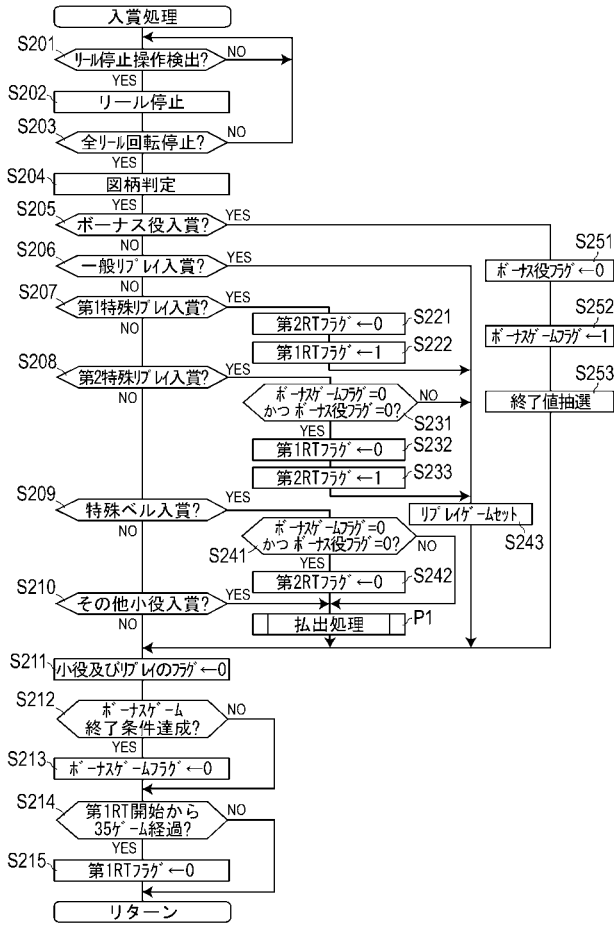 入賞処理
S201
リール停止操作検出?
NO
YES
S202
リール停止
S203
全リール回転停止?
NO
YES
S204
図柄判定
YES
S205
ボーナス役入賞?
YES
NO
S206
一般リプレイ入賞?
YES
NO
S207
第1特殊リプレイ入賞?
YES
NO
第2RTフラグ←0
S221
第1RTフラグ←1
S222
S208
第2特殊リプレイ入賞?
YES
NO
ボーナスゲームフラグ=0
かつ ボーナス役フラグ=0?
NO
S231
YES
第1RTフラグ←0
S232
第2RTフラグ←1
S233
S251
ボーナス役フラグ←0
S252
ボーナスゲームフラグ←1
S253
終了値抽選
S209
特殊ベル入賞?
YES
NO
リプレイゲームセット
S243
ボーナスゲームフラグ=0
かつ ボーナス役フラグ=0?
S241
NO
YES
第2RTフラグ←0
S242
S210
その他小役入賞?
YES
NO
払出処理
P1
S211
小役及びリプレイのフラグ←0
S212
ボーナスゲーム
終了条件達成?
NO
YES
S213
ボーナスゲームフラグ←0
S214
第1RT開始から
35ゲーム経過?
NO
YES
S215
第1RTフラグ←0
リターン